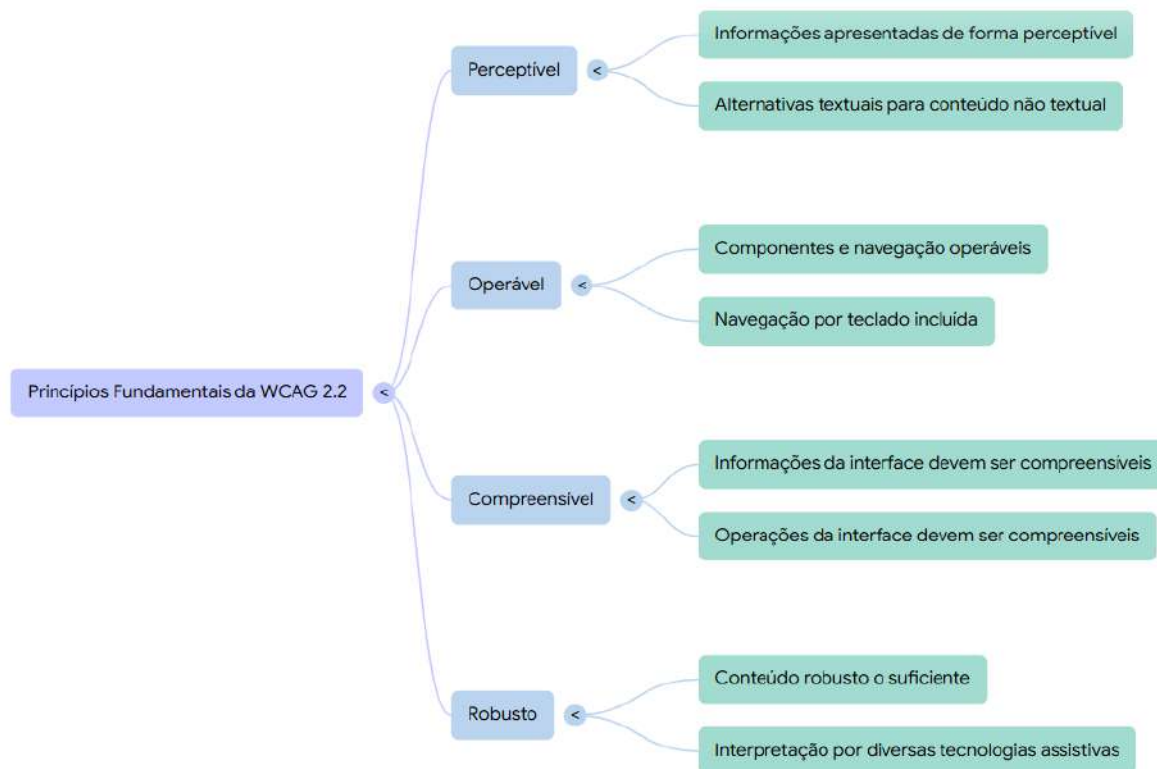 Princípios Fundamentais da WCAG 2.2
<
Perceptível
<
Informações apresentadas de forma perceptível
Alternativas textuais para conteúdo não textual
Operável
<
Componentes e navegação operáveis
Navegação por teclado incluída
Compreensível
<
Informações da interface devem ser compreensíveis
Operações da interface devem ser compreensíveis
Robusto
<
Conteúdo robusto o suficiente
Interpretação por diversas tecnologias assistivas